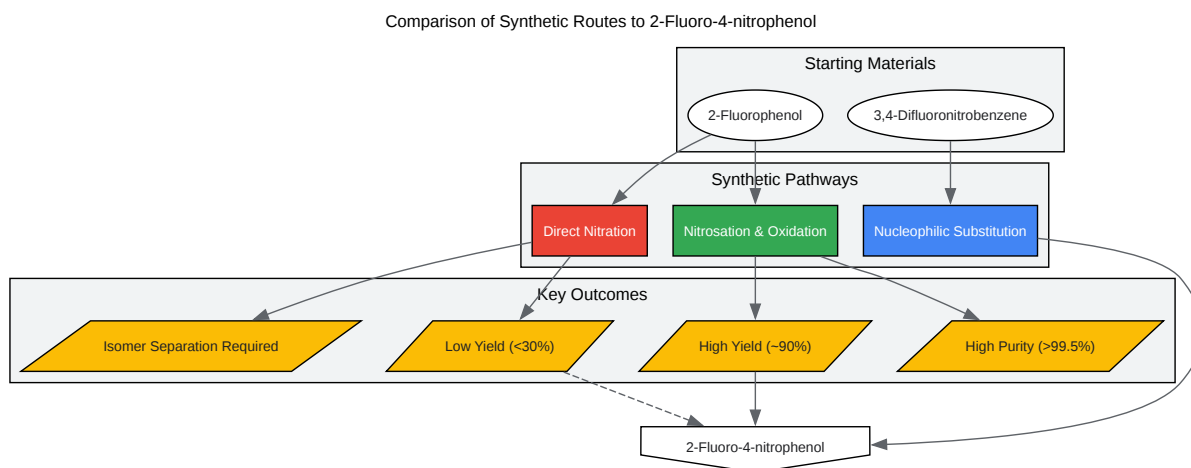 Comparison of Synthetic Routes to 2-Fluoro-4-nitrophenol
Starting Materials
2-Fluorophenol
3,4-Difluoronitrobenzene
Synthetic Pathways
Direct Nitration
Nitrosation & Oxidation
Nucleophilic Substitution
Key Outcomes
Isomer Separation Required
Low Yield (<30%)
High Yield (~90%)
High Purity (>99.5%)
2-Fluoro-4-nitrophenol